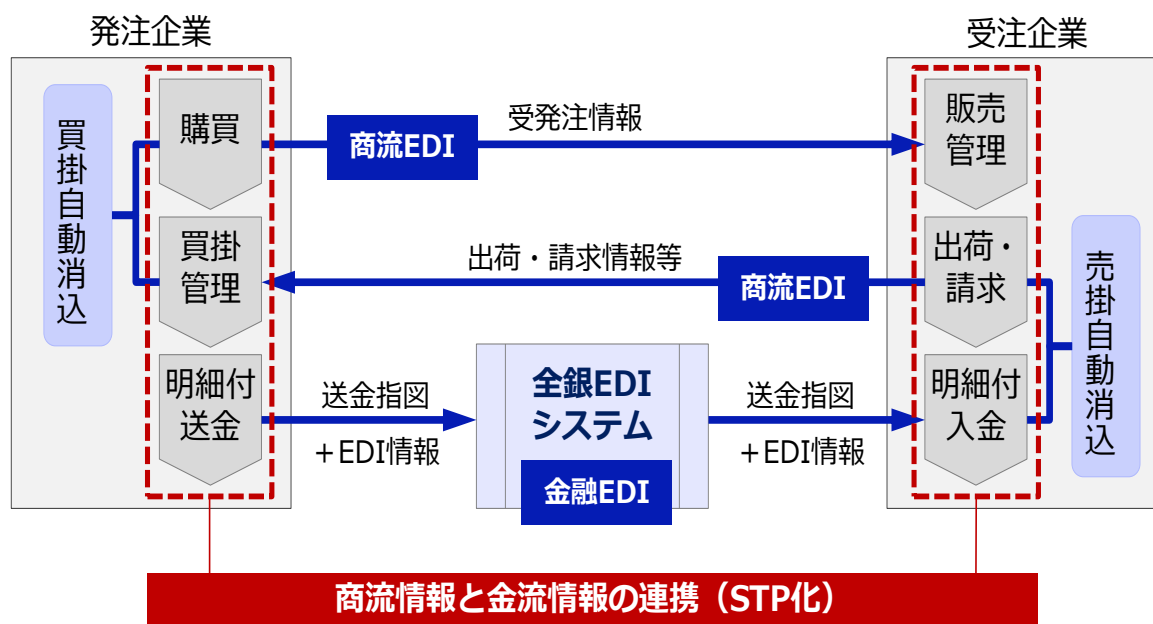 発注企業
受注企業
買掛自動消込
購買
商流EDI
受発注情報
販売
管理
買掛
管理
出荷・請求情報等
商流EDI
出荷・
請求
売掛自動消込
明細付
送金
送金指図
+EDI情報
全銀EDI
システム
金融EDI
送金指図
+EDI情報
明細付
入金
商流情報と金流情報の連携（STP化）